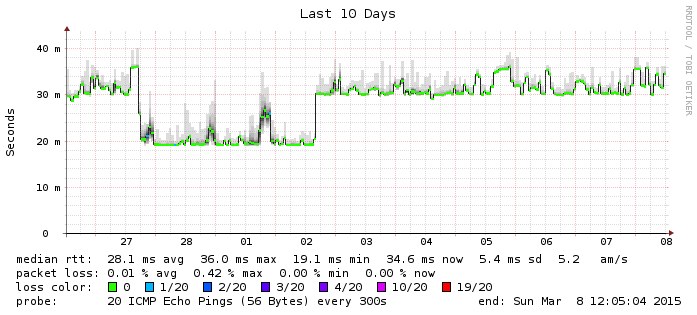 Last 10 Days
RRDTOOL / TOBI OETIKER
Seconds
40 m
30 m
20 m
10 m
0
27 28 01 02 03 04 05 06 07 08
median rtt: 28.1 ms avg 36.0 ms max 19.1 ms min 34.6 ms now 5.4 ms sd 5.2 am/s
packet loss: 0.01 % avg 0.42 % max 0.00 % min 0.00 % now
loss color: 0 1/20 2/20 3/20 4/20 10/20 19/20
probe: 20 ICMP Echo Pings (56 Bytes) every 300s end: Sun Mar 8 12:05:04 2015